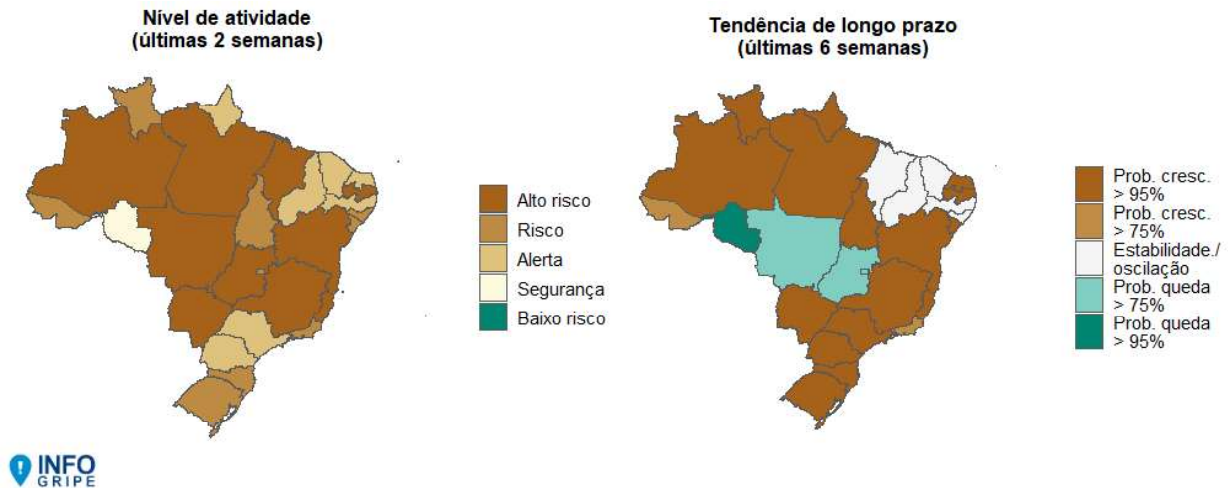 Nível de atividade
(últimas 2 semanas)
Alto risco
Risco
Alerta
Segurança
Baixo risco
Tendência de longo prazo
(últimas 6 semanas)
Prob. cresc.
> 95%
Prob. cresc.
> 75%
Estabilidade./
oscilação
Prob. queda
> 75%
Prob. queda
> 95%
INFO
GRIPE